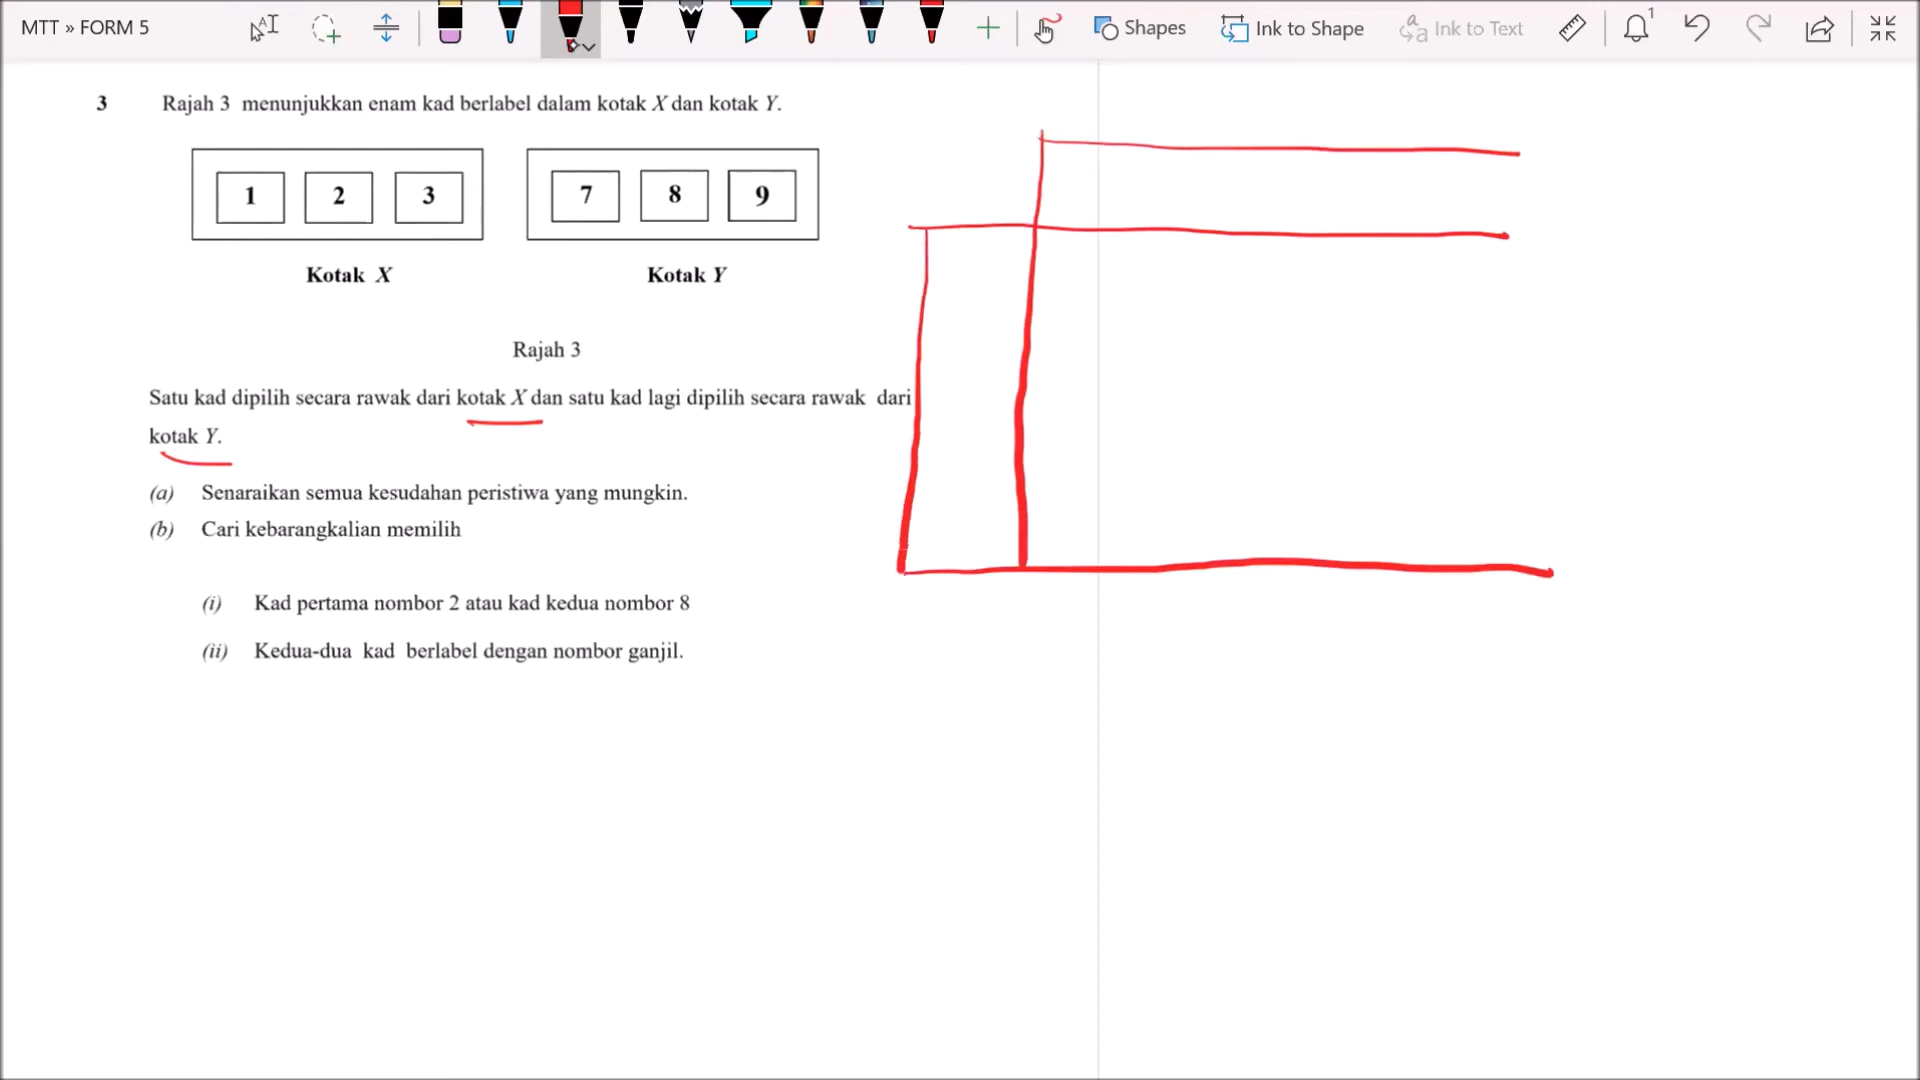 MTT » FORM 5
Shapes
Ink to Shape
Ink to Text
1
3 Rajah 3 menunjukkan enam kad berlabel dalam kotak X dan kotak Y.
1 2 3 7 8 9
Kotak X Kotak Y
Rajah 3
Satu kad dipilih secara rawak dari kotak X dan satu kad lagi dipilih secara rawak dari
kotak Y.
(a) Senaraikan semua kesudahan peristiwa yang mungkin.
(b) Cari kebarangkalian memilih
(i) Kad pertama nombor 2 atau kad kedua nombor 8
(ii) Kedua-dua kad berlabel dengan nombor ganjil.